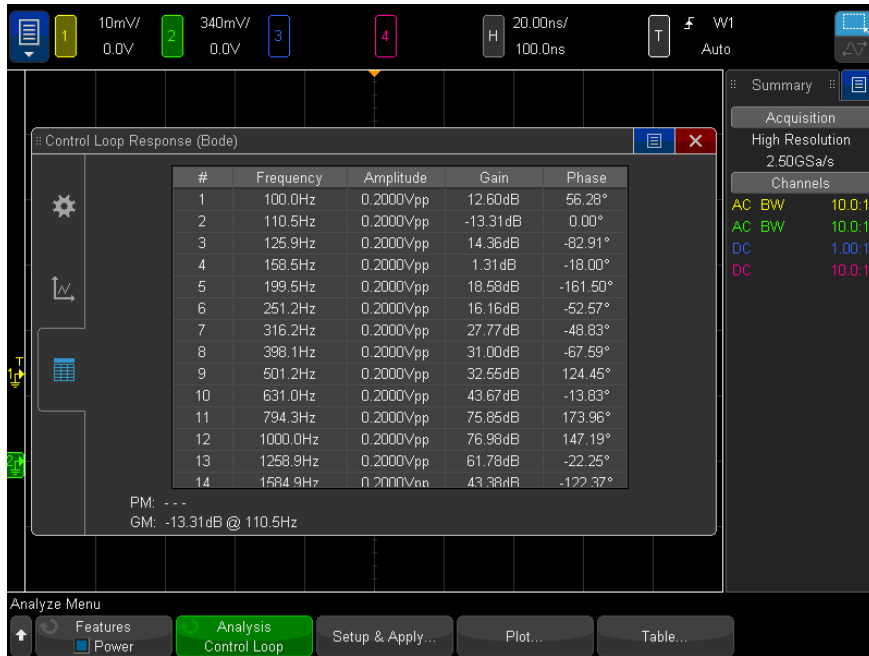 1 10mV/ 2 340mV/ 3 4 H 20.00ns/ T W1
0.0V 0.0V 100.0ns Auto
Summary
Acquisition
High Resolution
2.50GSa/s
Channels
AC BW 10.0:1
AC BW 10.0:1
DC 1.00:1
DC 10.0:1
Control Loop Response (Bode)
# Frequency Amplitude Gain Phase
1 100.0Hz 0.2000Vpp 12.60dB 56.28°
2 110.5Hz 0.2000Vpp -13.31dB 0.00°
3 125.9Hz 0.2000Vpp 14.36dB -82.91°
4 158.5Hz 0.2000Vpp 1.31dB -18.00°
5 199.5Hz 0.2000Vpp 18.58dB -161.50°
6 251.2Hz 0.2000Vpp 16.16dB -52.57°
7 316.2Hz 0.2000Vpp 27.77dB -48.83°
8 398.1Hz 0.2000Vpp 31.00dB -67.59°
9 501.2Hz 0.2000Vpp 32.55dB 124.45°
10 631.0Hz 0.2000Vpp 43.67dB -13.83°
11 794.3Hz 0.2000Vpp 75.85dB 173.96°
12 1000.0Hz 0.2000Vpp 76.98dB 147.19°
13 1258.9Hz 0.2000Vpp 61.78dB -22.25°
14 1584.9Hz 0.2000Vpp 43.38dB -122.37°
PM: - - -
GM: -13.31dB @ 110.5Hz
T
1
2
Analyze Menu
Features
Power
Analysis
Control Loop
Setup & Apply...
Plot...
Table...